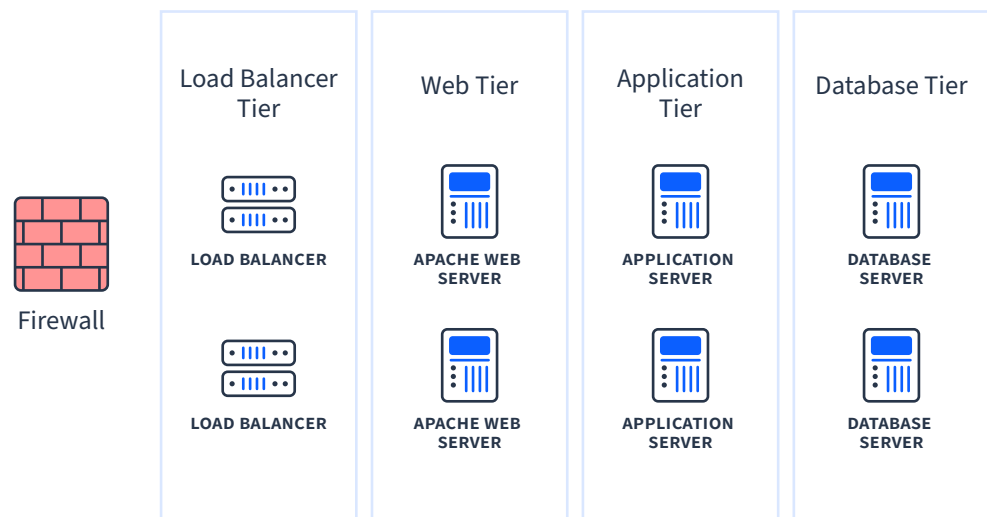 Load Balancer
Tier
Web Tier
Application
Tier
Database Tier
LOAD BALANCER
APACHE WEB
SERVER
APPLICATION
SERVER
DATABASE
SERVER
Firewall
LOAD BALANCER
APACHE WEB
SERVER
APPLICATION
SERVER
DATABASE
SERVER